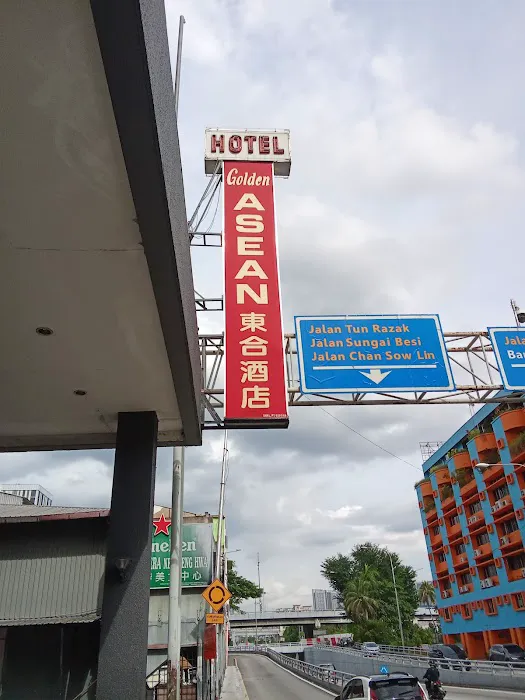 HOTEL
Golden
ASEAN
東合酒店
Jalan Tun Razak
Jalan Sungai Besi
Jalan Chan Sow Lin